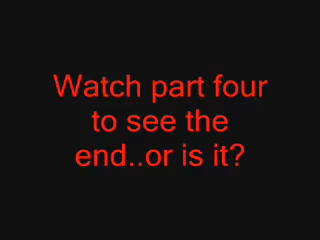 Watch part four
to see the
end..or is it?